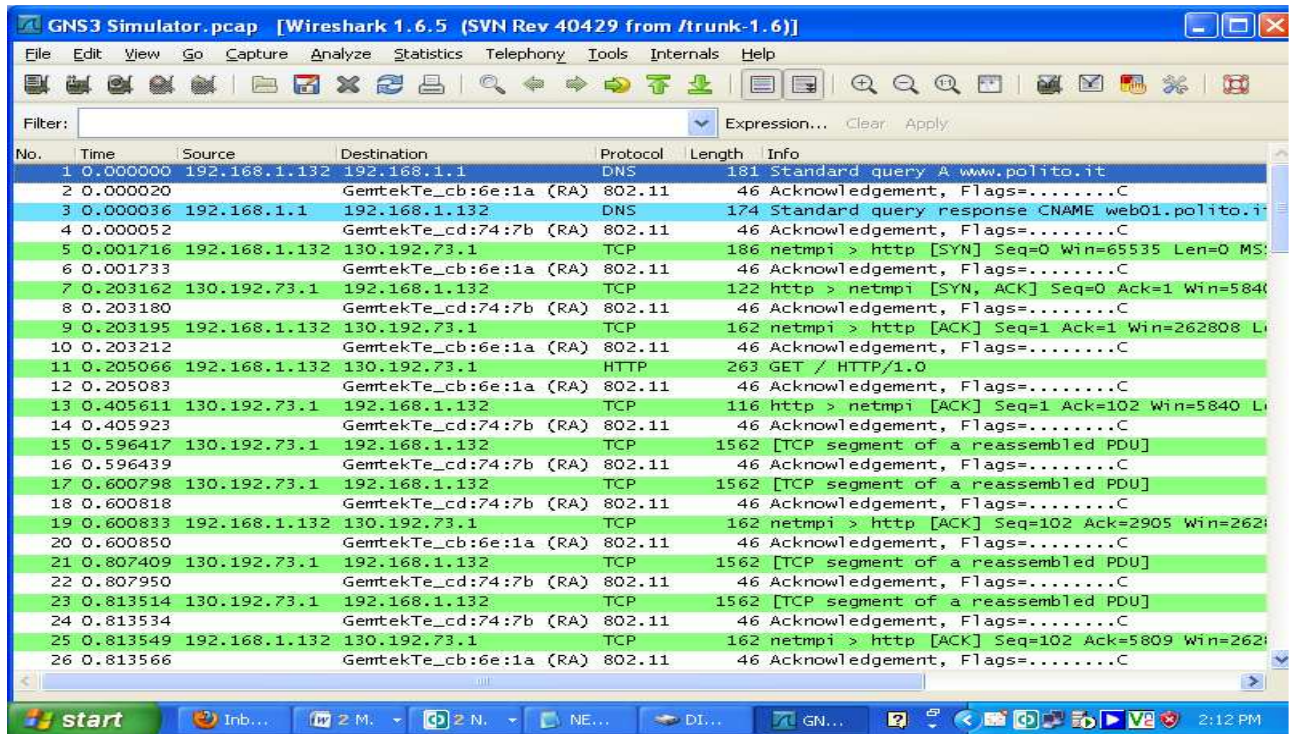 GNS3 Simulator.pcap [Wireshark 1.6.5 (SVN Rev 40429 from /trunk-1.6)]
File Edit View Go Capture Analyze Statistics Telephony Tools Internals Help
Filter: Expression... Clear Apply
No. Time Source Destination Protocol Length Info
1 0.000000 192.168.1.132 192.168.1.1 DNS 181 Standard query A www.polito.it
2 0.000020 GemtekTe_cb:6e:1a (RA) 802.11 46 Acknowledgement, Flags=........C
3 0.000036 192.168.1.1 192.168.1.132 DNS 174 Standard query response CNAME web01.polito.i
4 0.000052 GemtekTe_cd:74:7b (RA) 802.11 46 Acknowledgement, Flags=........C
5 0.001716 192.168.1.132 130.192.73.1 TCP 186 netmpi > http [SYN] Seq=0 Win=65535 Len=0 MS
6 0.001733 GemtekTe_cb:6e:1a (RA) 802.11 46 Acknowledgement, Flags=........C
7 0.203162 130.192.73.1 192.168.1.132 TCP 122 http > netmpi [SYN, ACK] Seq=0 Ack=1 Win=584
8 0.203180 GemtekTe_cd:74:7b (RA) 802.11 46 Acknowledgement, Flags=........C
9 0.203195 192.168.1.132 130.192.73.1 TCP 162 netmpi > http [ACK] Seq=1 Ack=1 Win=262808 L
10 0.203212 GemtekTe_cb:6e:1a (RA) 802.11 46 Acknowledgement, Flags=........C
11 0.205066 192.168.1.132 130.192.73.1 HTTP 263 GET / HTTP/1.0
12 0.205083 GemtekTe_cb:6e:1a (RA) 802.11 46 Acknowledgement, Flags=........C
13 0.405611 130.192.73.1 192.168.1.132 TCP 116 http > netmpi [ACK] Seq=1 Ack=102 Win=5840 L
14 0.405923 GemtekTe_cd:74:7b (RA) 802.11 46 Acknowledgement, Flags=........C
15 0.596417 130.192.73.1 192.168.1.132 TCP 1562 [TCP segment of a reassembled PDU]
16 0.596439 GemtekTe_cd:74:7b (RA) 802.11 46 Acknowledgement, Flags=........C
17 0.600798 130.192.73.1 192.168.1.132 TCP 1562 [TCP segment of a reassembled PDU]
18 0.600818 GemtekTe_cd:74:7b (RA) 802.11 46 Acknowledgement, Flags=........C
19 0.600833 192.168.1.132 130.192.73.1 TCP 162 netmpi > http [ACK] Seq=102 Ack=2905 Win=262
20 0.600850 GemtekTe_cb:6e:1a (RA) 802.11 46 Acknowledgement, Flags=........C
21 0.807409 130.192.73.1 192.168.1.132 TCP 1562 [TCP segment of a reassembled PDU]
22 0.807950 GemtekTe_cd:74:7b (RA) 802.11 46 Acknowledgement, Flags=........C
23 0.813514 130.192.73.1 192.168.1.132 TCP 1562 [TCP segment of a reassembled PDU]
24 0.813534 GemtekTe_cd:74:7b (RA) 802.11 46 Acknowledgement, Flags=........C
25 0.813549 192.168.1.132 130.192.73.1 TCP 162 netmpi > http [ACK] Seq=102 Ack=5809 Win=262
26 0.813566 GemtekTe_cb:6e:1a (RA) 802.11 46 Acknowledgement, Flags=........C
start Inb... 2 M. 2 N. NE... DI... GN... V2 2:12 PM